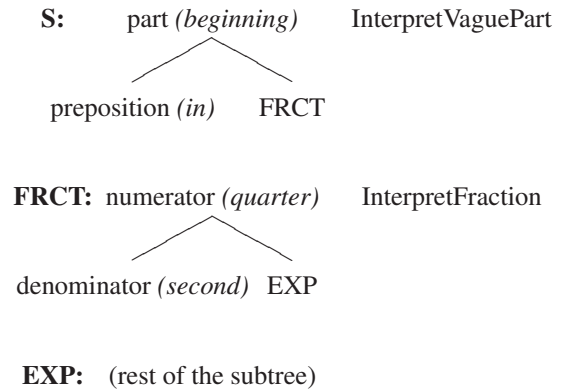 S: part (beginning) InterpretVaguePart
preposition (in) FRCT
FRCT: numerator (quarter) InterpretFraction
denominator (second) EXP
EXP: (rest of the subtree)